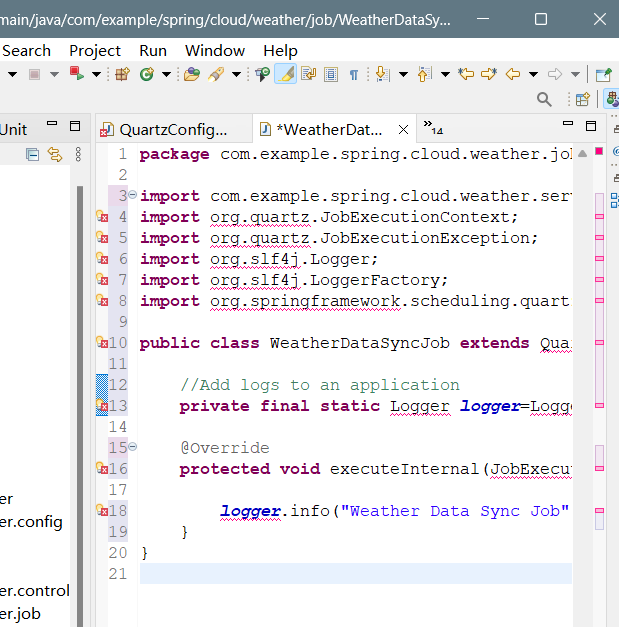 main/java/com/example/spring/cloud/weather/job/WeatherDataSy...
Search Project Run Window Help
Unit
QuartzConfig...
*WeatherDat...
»14
1 package com.example.spring.cloud.weather.jo
2
3 import com.example.spring.cloud.weather.ser
4 import org.quartz.JobExecutionContext;
5 import org.quartz.JobExecutionException;
6 import org.slf4j.Logger;
7 import org.slf4j.LoggerFactory;
8 import org.springframework.scheduling.quart
9
10 public class WeatherDataSyncJob extends Qua
11
12 //Add logs to an application
13 private final static Logger logger=Logg
14
15 @Override
16 protected void executeInternal(JobExecu
17
18 logger.info("Weather Data Sync Job"
19 }
20 }
21
er
er.config
er.control
er.job